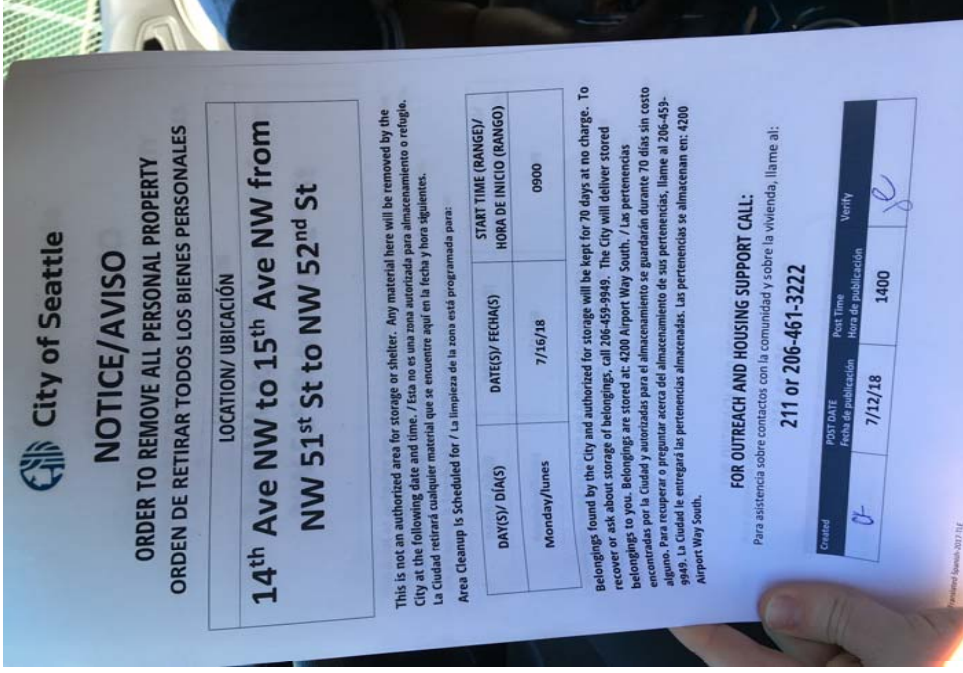 City of Seattle
NOTICE/AVISO
ORDER TO REMOVE ALL PERSONAL PROPERTY
ORDEN DE RETIRAR TODOS LOS BIENES PERSONALES
LOCATION/ UBICACIÓN
14th Ave NW to 15th Ave NW from
NW 51st St to NW 52nd St
This is not an authorized area for storage or shelter. Any material here will be removed by the
City at the following date and time. / Esta no es una zona autorizada para almacenamiento o refugio.
La Ciudad retirará cualquier material que se encuentre aquí en la fecha y hora siguientes.
Area Cleanup Is Scheduled for / La limpieza de la zona está programada para:
DAY(S)/ DÍA(S) DATE(S)/ FECHA(S) START TIME (RANGE)/
HORA DE INICIO (RANGO)
Monday/lunes 7/16/18 0900
Belongings found by the City and authorized for storage will be kept for 70 days at no charge. To
recover or ask about storage of belongings, call 206-459-9949. The City will deliver stored
belongings to you. Belongings are stored at: 4200 Airport Way South. / Las pertenencias
encontradas por la Ciudad y autorizadas para el almacenamiento se guardarán durante 70 días sin costo
alguno. Para recuperar o preguntar acerca del almacenamiento de sus pertenencias, llame al 206-459-
9949. La Ciudad le entregará las pertenencias almacenadas. Las pertenencias se almacenan en: 4200
Airport Way South.
FOR OUTREACH AND HOUSING SUPPORT CALL:
Para asistencia sobre contactos con la comunidad y sobre la vivienda, llame al:
211 or 206-461-3222
Created POST DATE Post Time Verify
Fecha de publicación Hora de publicación
7/12/18 1400
Translated Spanish-2017-TLE